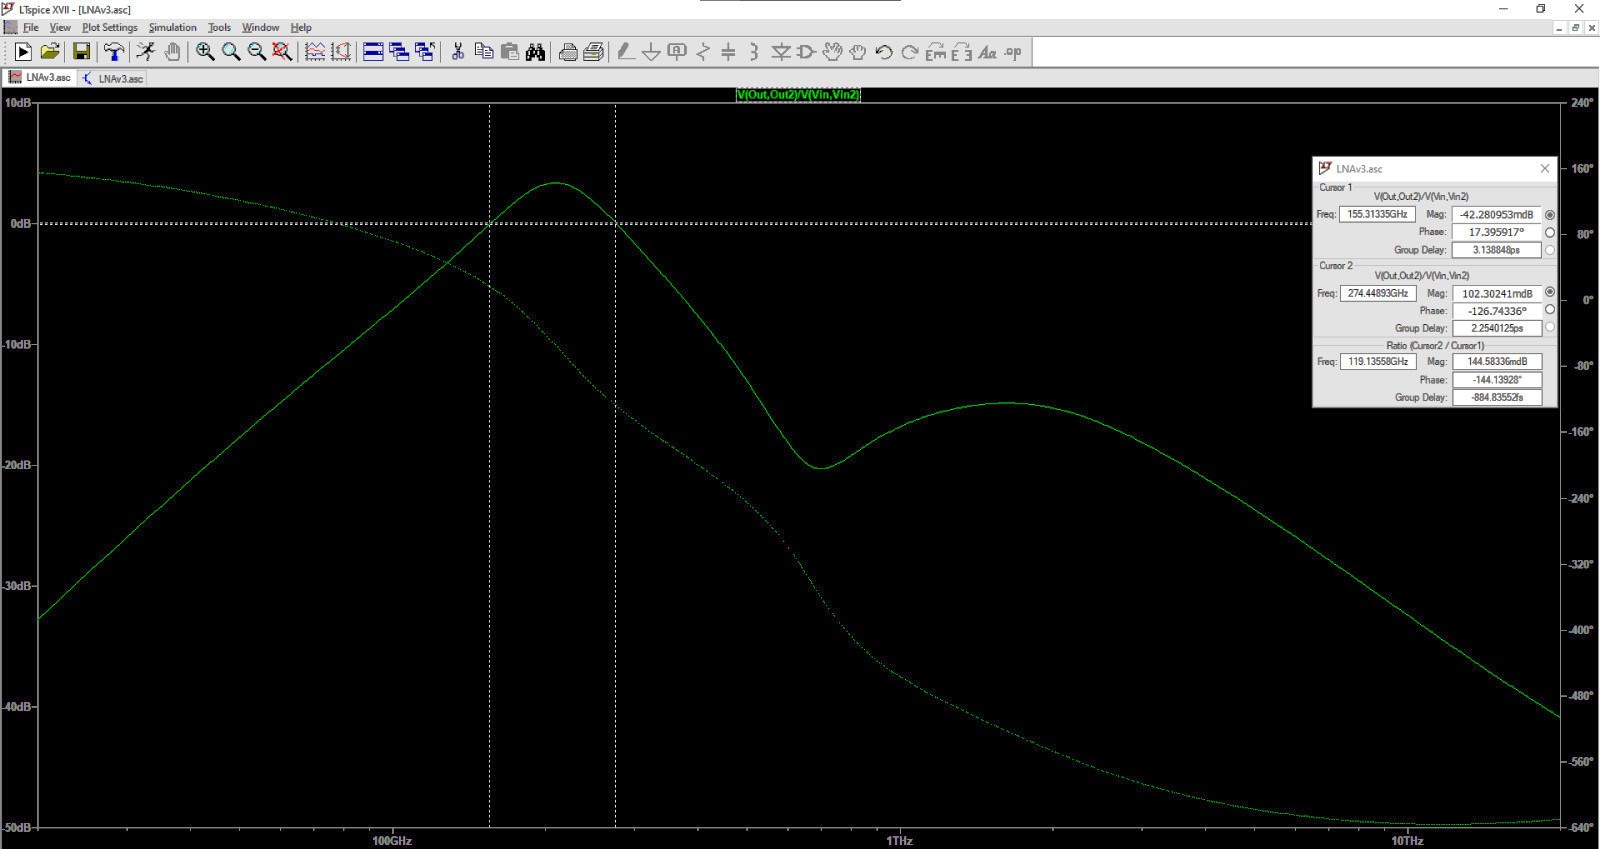 LTspice XVII - [LNAv3.asc]
File View Plot Settings Simulation Tools Window Help
LNAv3.asc LNAv3.asc
V(Out,Out2)/V(Vin,Vin2)
10dB 240°
0dB 160°
-10dB 80°
-20dB 0°
-30dB -80°
-40dB -160°
-50dB -240°
-320°
-400°
-480°
-560°
-640°
100GHz 1THz 10THz
LNAv3.asc
Cursor 1
V(Out,Out2)/V(Vin,Vin2)
Freq: 155.31335GHz Mag: -42.280953mdB
Phase: 17.395917°
Group Delay: 3.138848ps
Cursor 2
V(Out,Out2)/V(Vin,Vin2)
Freq: 274.44893GHz Mag: 102.30241mdB
Phase: -126.74336°
Group Delay: 2.2540125ps
Ratio (Cursor2 / Cursor1)
Freq: 119.13558GHz Mag: 144.58336mdB
Phase: -144.13928°
Group Delay: -884.83552fs